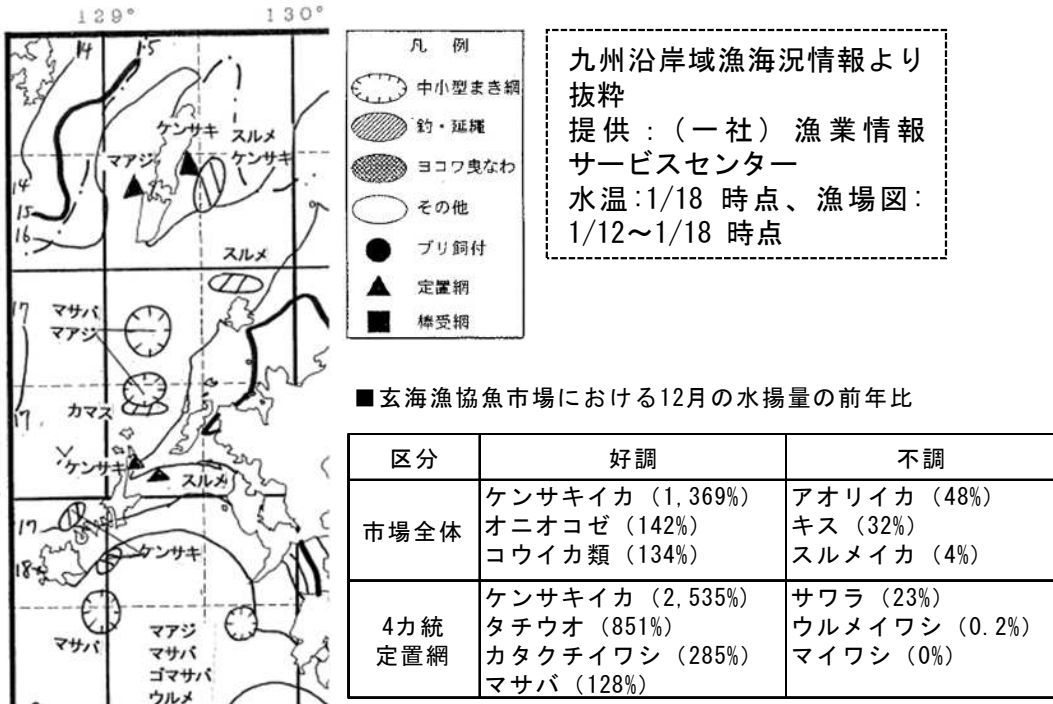 129°
130°
14
15
ケンサキ
スルメ
ケンサキ
マアジ
14
15
16
スルメ
17
マサバ
マアジ
17
カマス
ケンサキ
スルメ
17
ケンサキ
18
マサバ
マアジ
マサバ
ゴマサバ
ウルメ
凡 例
中小型まき網
釣・延縄
ヨコワ曳なわ
その他
ブリ飼付
定置網
棒受網
九州沿岸域漁海況情報より
抜粋
提供：(一社) 漁業情報
サービスセンター
水温:1/18 時点、漁場図:
1/12～1/18 時点
■玄海漁協魚市場における12月の水揚量の前年比
区分 好調 不調
市場全体
ケンサキイカ (1,369%)
オニオコゼ (142%)
コウイカ類 (134%)
アオリイカ (48%)
キス (32%)
スルメイカ (4%)
4カ統
定置網
ケンサキイカ (2,535%)
タチウオ (851%)
カタクチイワシ (285%)
マサバ (128%)
サワラ (23%)
ウルメイワシ (0.2%)
マイワシ (0%)